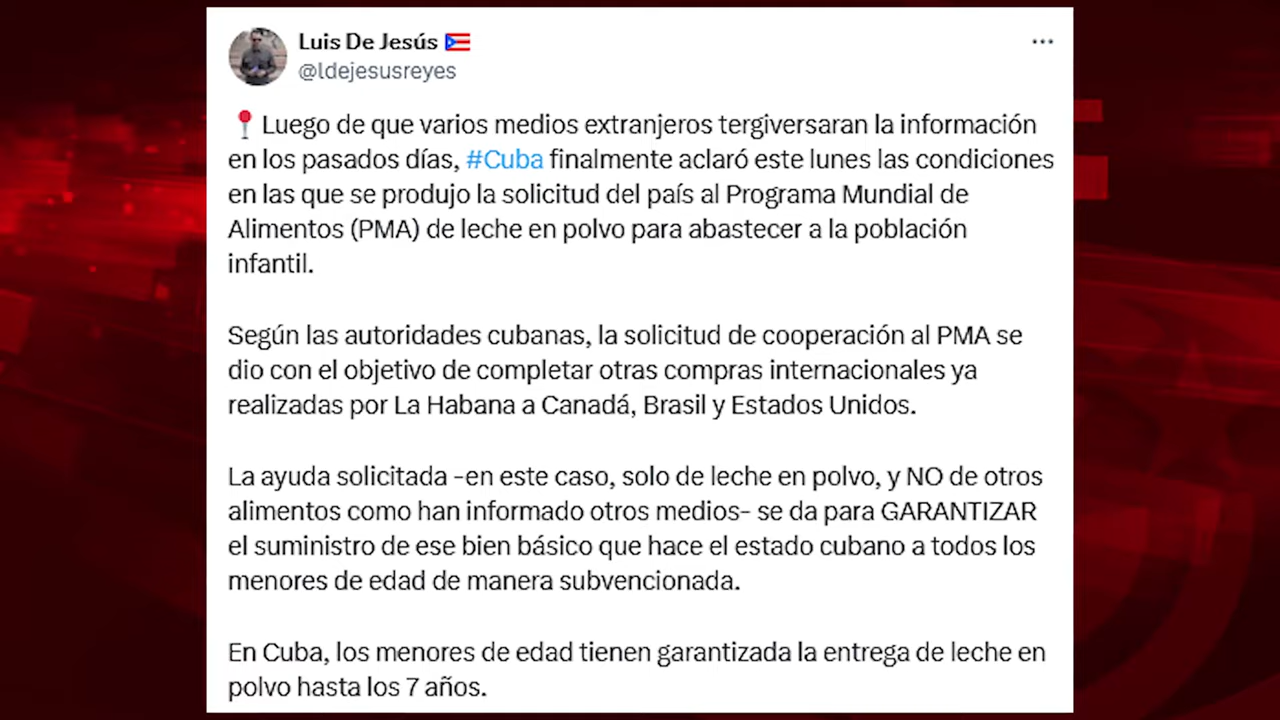 Luis De Jesús 🇵🇷
@ldejesusreyes
📍Luego de que varios medios extranjeros tergiversaran la información
en los pasados días, #Cuba finalmente aclaró este lunes las condiciones
en las que se produjo la solicitud del país al Programa Mundial de
Alimentos (PMA) de leche en polvo para abastecer a la población
infantil.
Según las autoridades cubanas, la solicitud de cooperación al PMA se
dio con el objetivo de completar otras compras internacionales ya
realizadas por La Habana a Canadá, Brasil y Estados Unidos.
La ayuda solicitada -en este caso, solo de leche en polvo, y NO de otros
alimentos como han informado otros medios- se da para GARANTIZAR
el suministro de ese bien básico que hace el estado cubano a todos los
menores de edad de manera subvencionada.
En Cuba, los menores de edad tienen garantizada la entrega de leche en
polvo hasta los 7 años.